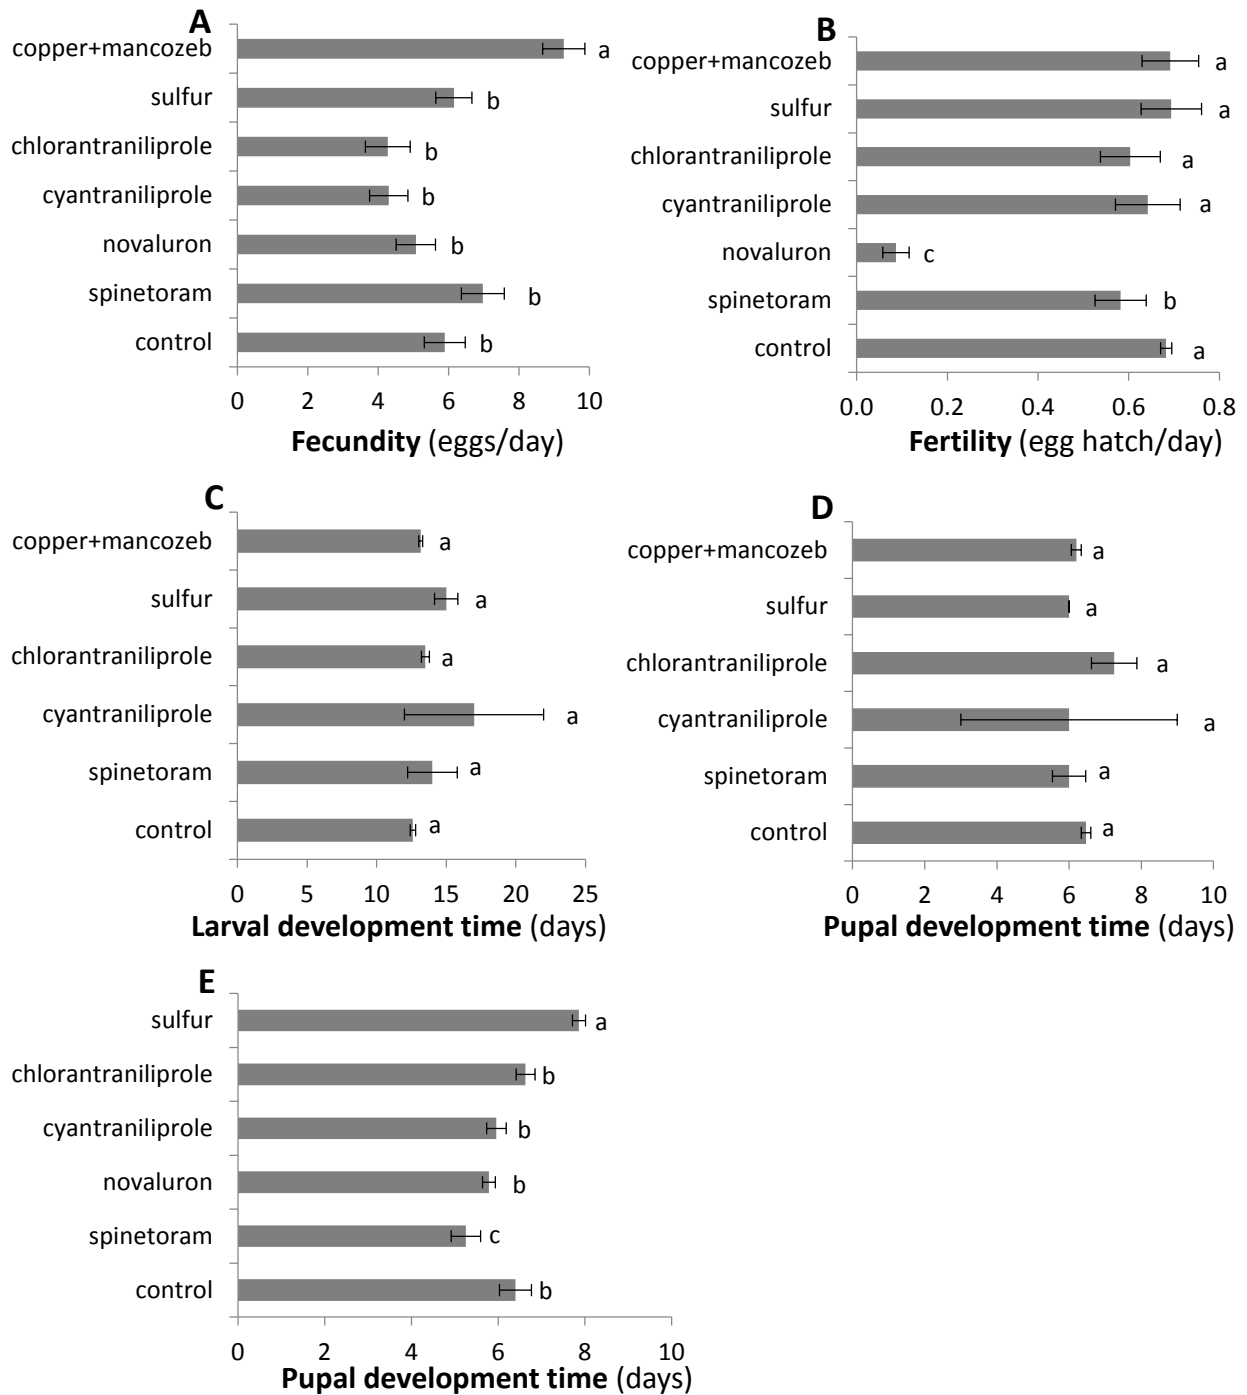 A
copper+mancozeb a
sulfur b
chlorantraniliprole b
cyantraniliprole b
novaluron b
spinetoram b
control b
0 2 4 6 8 10
Fecundity (eggs/day)
B
copper+mancozeb a
sulfur a
chlorantraniliprole a
cyantraniliprole a
novaluron c
spinetoram b
control a
0.0 0.2 0.4 0.6 0.8
Fertility (egg hatch/day)
C
copper+mancozeb a
sulfur a
chlorantraniliprole a
cyantraniliprole a
spinetoram a
control a
0 5 10 15 20 25
Larval development time (days)
D
copper+mancozeb a
sulfur a
chlorantraniliprole a
cyantraniliprole a
spinetoram a
control a
0 2 4 6 8 10
Pupal development time (days)
E
sulfur a
chlorantraniliprole b
cyantraniliprole b
novaluron b
spinetoram c
control b
0 2 4 6 8 10
Pupal development time (days)